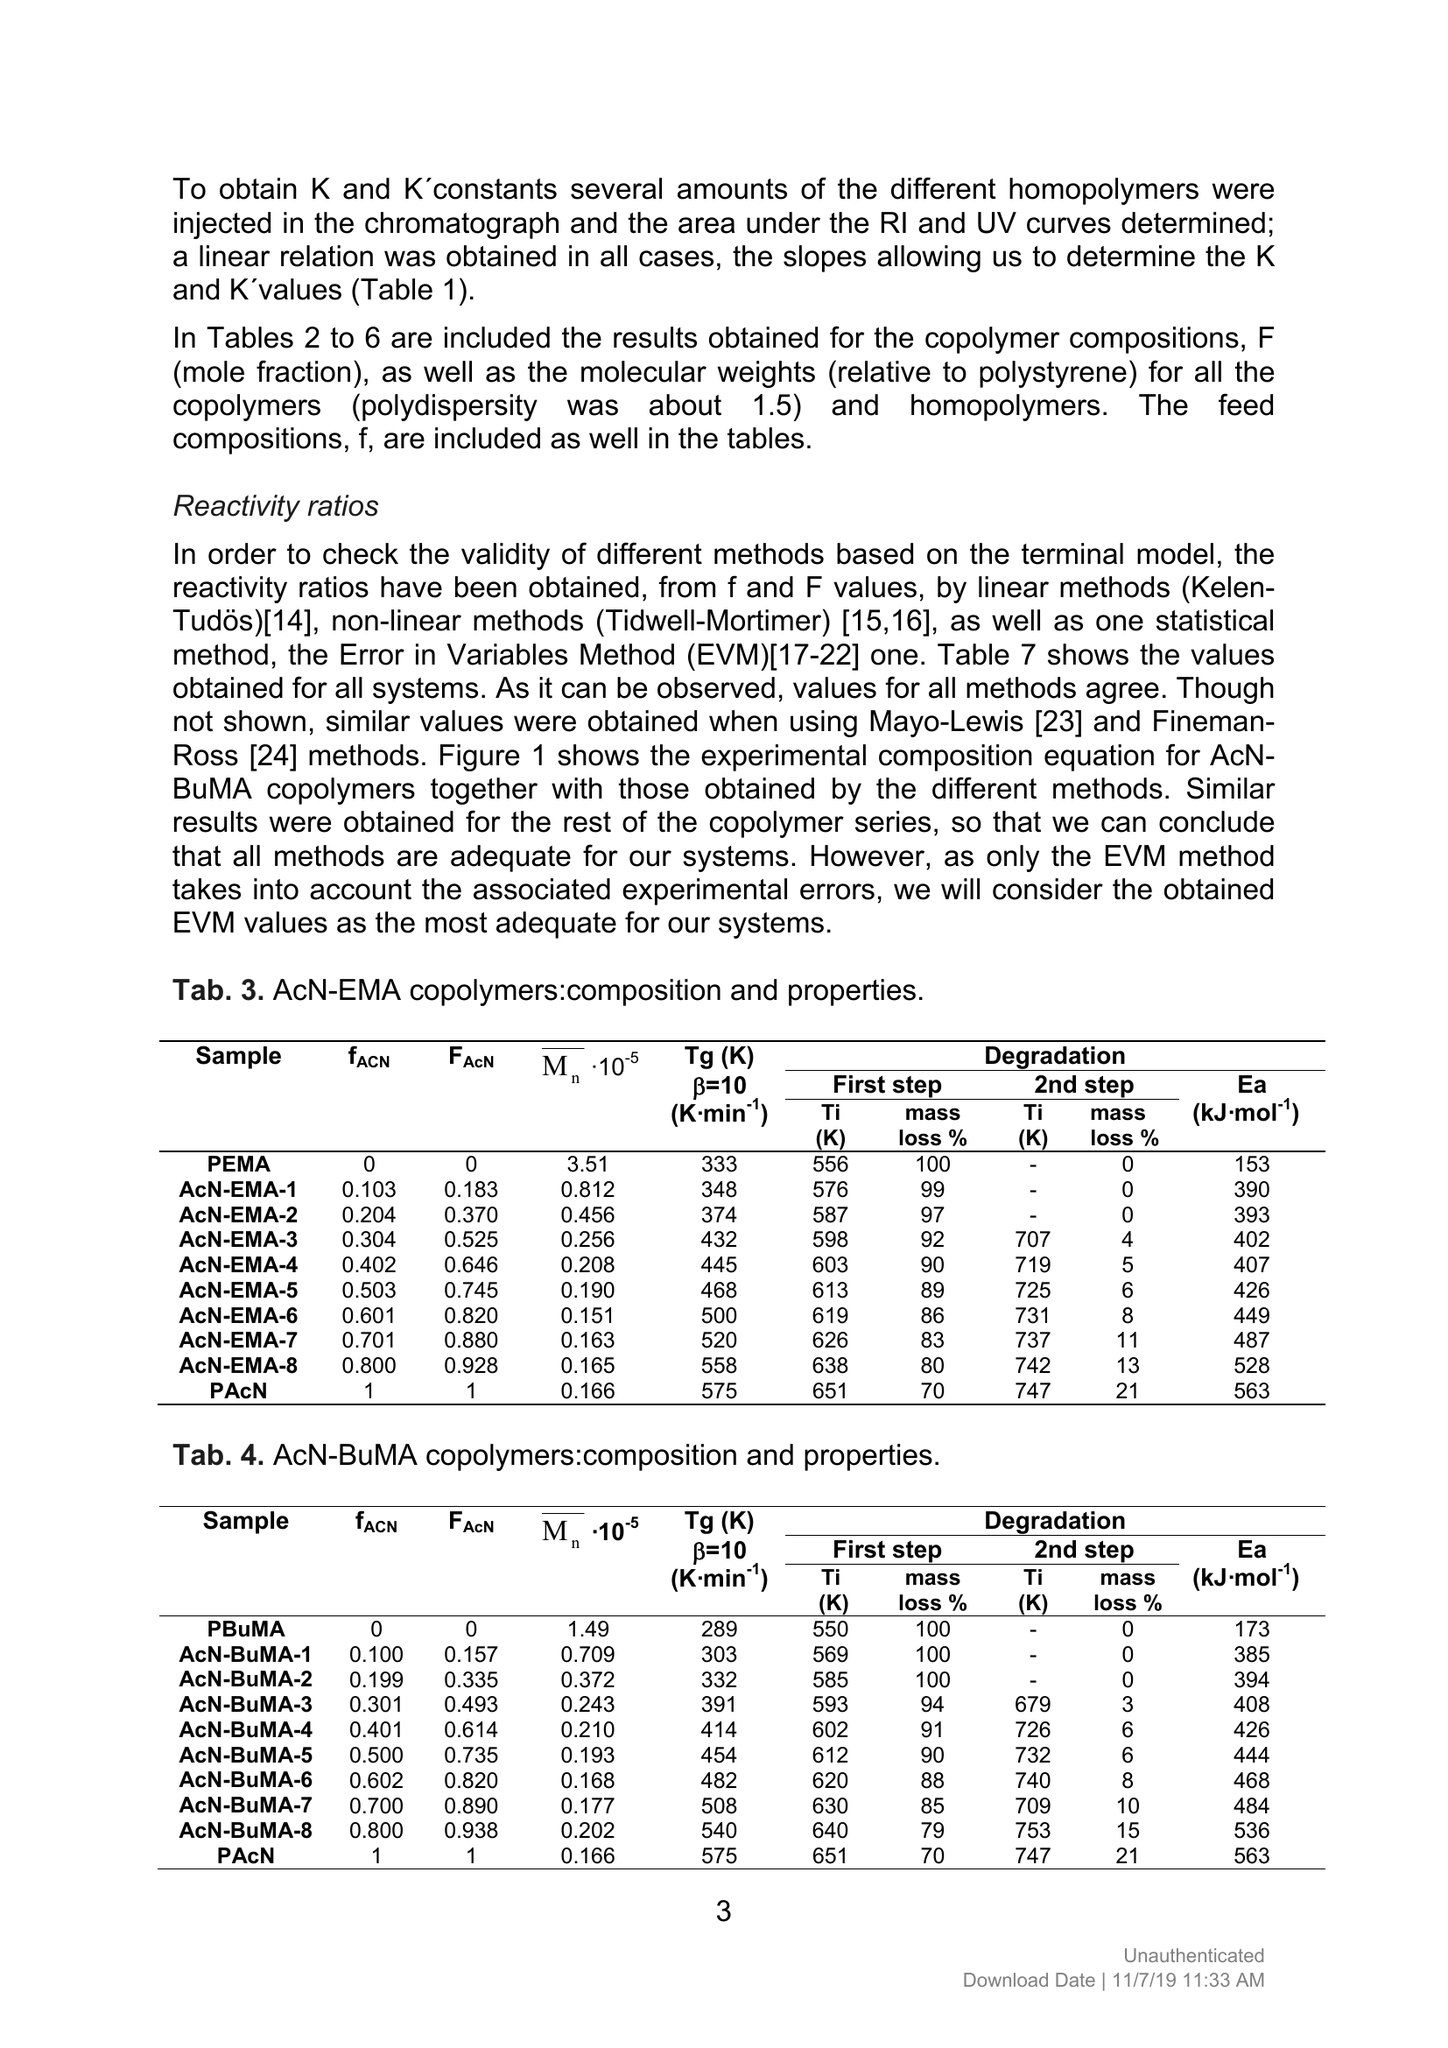 To obtain K and K´constants several amounts of the different homopolymers were
injected in the chromatograph and the area under the RI and UV curves determined;
a linear relation was obtained in all cases, the slopes allowing us to determine the K
and K´values (Table 1).
In Tables 2 to 6 are included the results obtained for the copolymer compositions, F
(mole fraction), as well as the molecular weights (relative to polystyrene) for all the
copolymers (polydispersity was about 1.5) and homopolymers. The feed
compositions, f, are included as well in the tables.
Reactivity ratios
In order to check the validity of different methods based on the terminal model, the
reactivity ratios have been obtained, from f and F values, by linear methods (Kelen-
Tudös)[14], non-linear methods (Tidwell-Mortimer) [15,16], as well as one statistical
method, the Error in Variables Method (EVM)[17-22] one. Table 7 shows the values
obtained for all systems. As it can be observed, values for all methods agree. Though
not shown, similar values were obtained when using Mayo-Lewis [23] and Fineman-
Ross [24] methods. Figure 1 shows the experimental composition equation for AcN-
BuMA copolymers together with those obtained by the different methods. Similar
results were obtained for the rest of the copolymer series, so that we can conclude
that all methods are adequate for our systems. However, as only the EVM method
takes into account the associated experimental errors, we will consider the obtained
EVM values as the most adequate for our systems.
Tab. 3. AcN-EMA copolymers:composition and properties.
Sample fACN FAcN Mn ·10-5 Tg (K) Degradation
β=10 First step 2nd step Ea
(K·min-1) Ti mass Ti mass (kJ·mol-1)
(K) loss % (K) loss %
PEMA 0 0 3.51 333 556 100 - 0 153
AcN-EMA-1 0.103 0.183 0.812 348 576 99 - 0 390
AcN-EMA-2 0.204 0.370 0.456 374 587 97 - 0 393
AcN-EMA-3 0.304 0.525 0.256 432 598 92 707 4 402
AcN-EMA-4 0.402 0.646 0.208 445 603 90 719 5 407
AcN-EMA-5 0.503 0.745 0.190 468 613 89 725 6 426
AcN-EMA-6 0.601 0.820 0.151 500 619 86 731 8 449
AcN-EMA-7 0.701 0.880 0.163 520 626 83 737 11 487
AcN-EMA-8 0.800 0.928 0.165 558 638 80 742 13 528
PAcN 1 1 0.166 575 651 70 747 21 563
Tab. 4. AcN-BuMA copolymers:composition and properties.
Sample fACN FAcN Mn ·10-5 Tg (K) Degradation
β=10 First step 2nd step Ea
(K·min-1) Ti mass Ti mass (kJ·mol-1)
(K) loss % (K) loss %
PBuMA 0 0 1.49 289 550 100 - 0 173
AcN-BuMA-1 0.100 0.157 0.709 303 569 100 - 0 385
AcN-BuMA-2 0.199 0.335 0.372 332 585 100 - 0 394
AcN-BuMA-3 0.301 0.493 0.243 391 593 94 679 3 408
AcN-BuMA-4 0.401 0.614 0.210 414 602 91 726 6 426
AcN-BuMA-5 0.500 0.735 0.193 454 612 90 732 6 444
AcN-BuMA-6 0.602 0.820 0.168 482 620 88 740 8 468
AcN-BuMA-7 0.700 0.890 0.177 508 630 85 709 10 484
AcN-BuMA-8 0.800 0.938 0.202 540 640 79 753 15 536
PAcN 1 1 0.166 575 651 70 747 21 563
3
Unauthenticated
Download Date | 11/7/19 11:33 AM